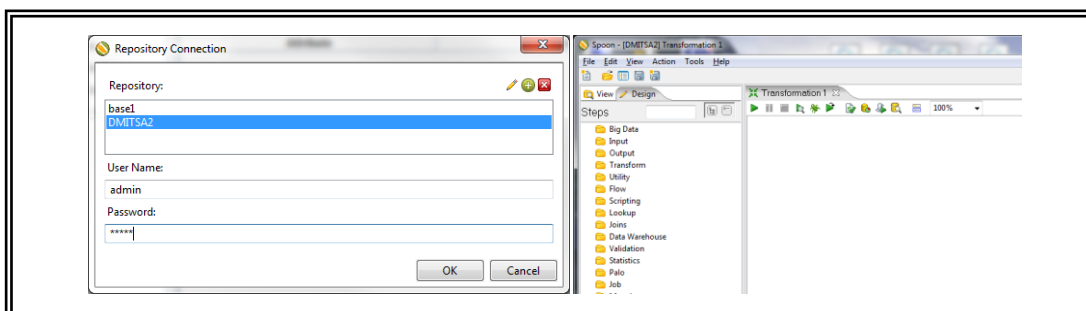 Repository Connection
Repository:
base1
DMITSA2
User Name:
admin
Password:
*****
OK Cancel
Spoon - [DMITSA2] Transformation 1
File Edit View Action Tools Help
View Design
Transformation 1
Steps
100%
Big Data
Input
Output
Transform
Utility
Flow
Scripting
Lookup
Joins
Data Warehouse
Validation
Statistics
Palo
Job